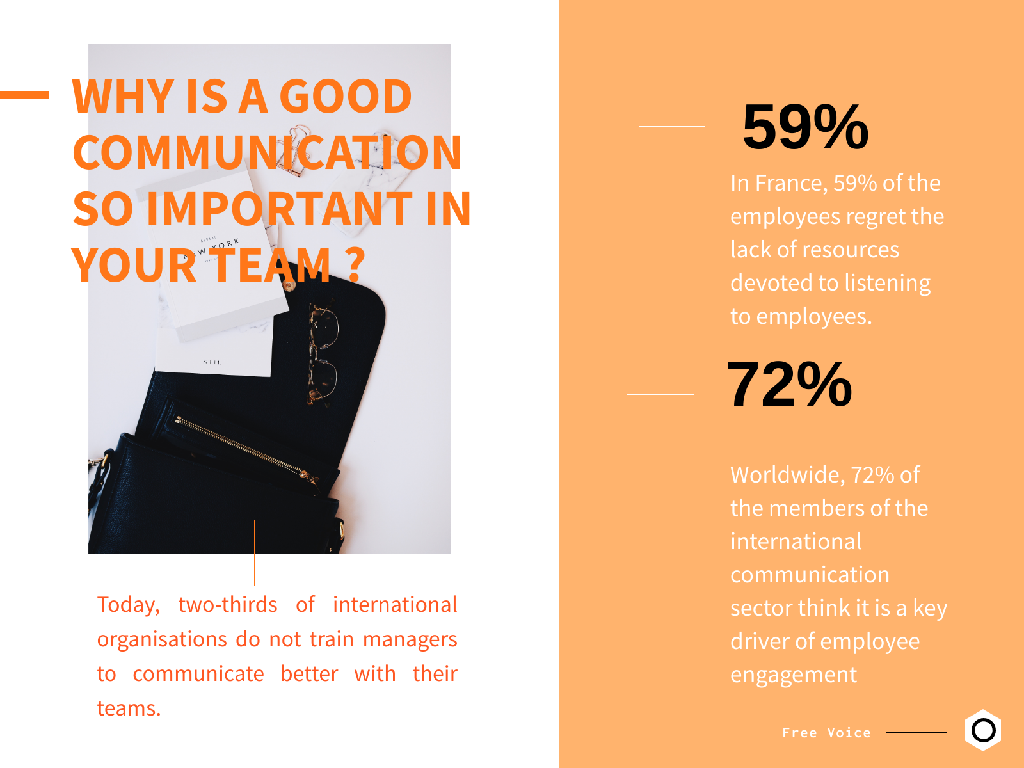 WHY IS A GOOD
COMMUNICATION
SO IMPORTANT IN
YOUR TEAM ?
Today, two-thirds of international
organisations do not train managers
to communicate better with their
teams.
59%
In France, 59% of the
employees regret the
lack of resources
devoted to listening
to employees.
72%
Worldwide, 72% of
the members of the
international
communication
sector think it is a key
driver of employee
engagement
Free Voice